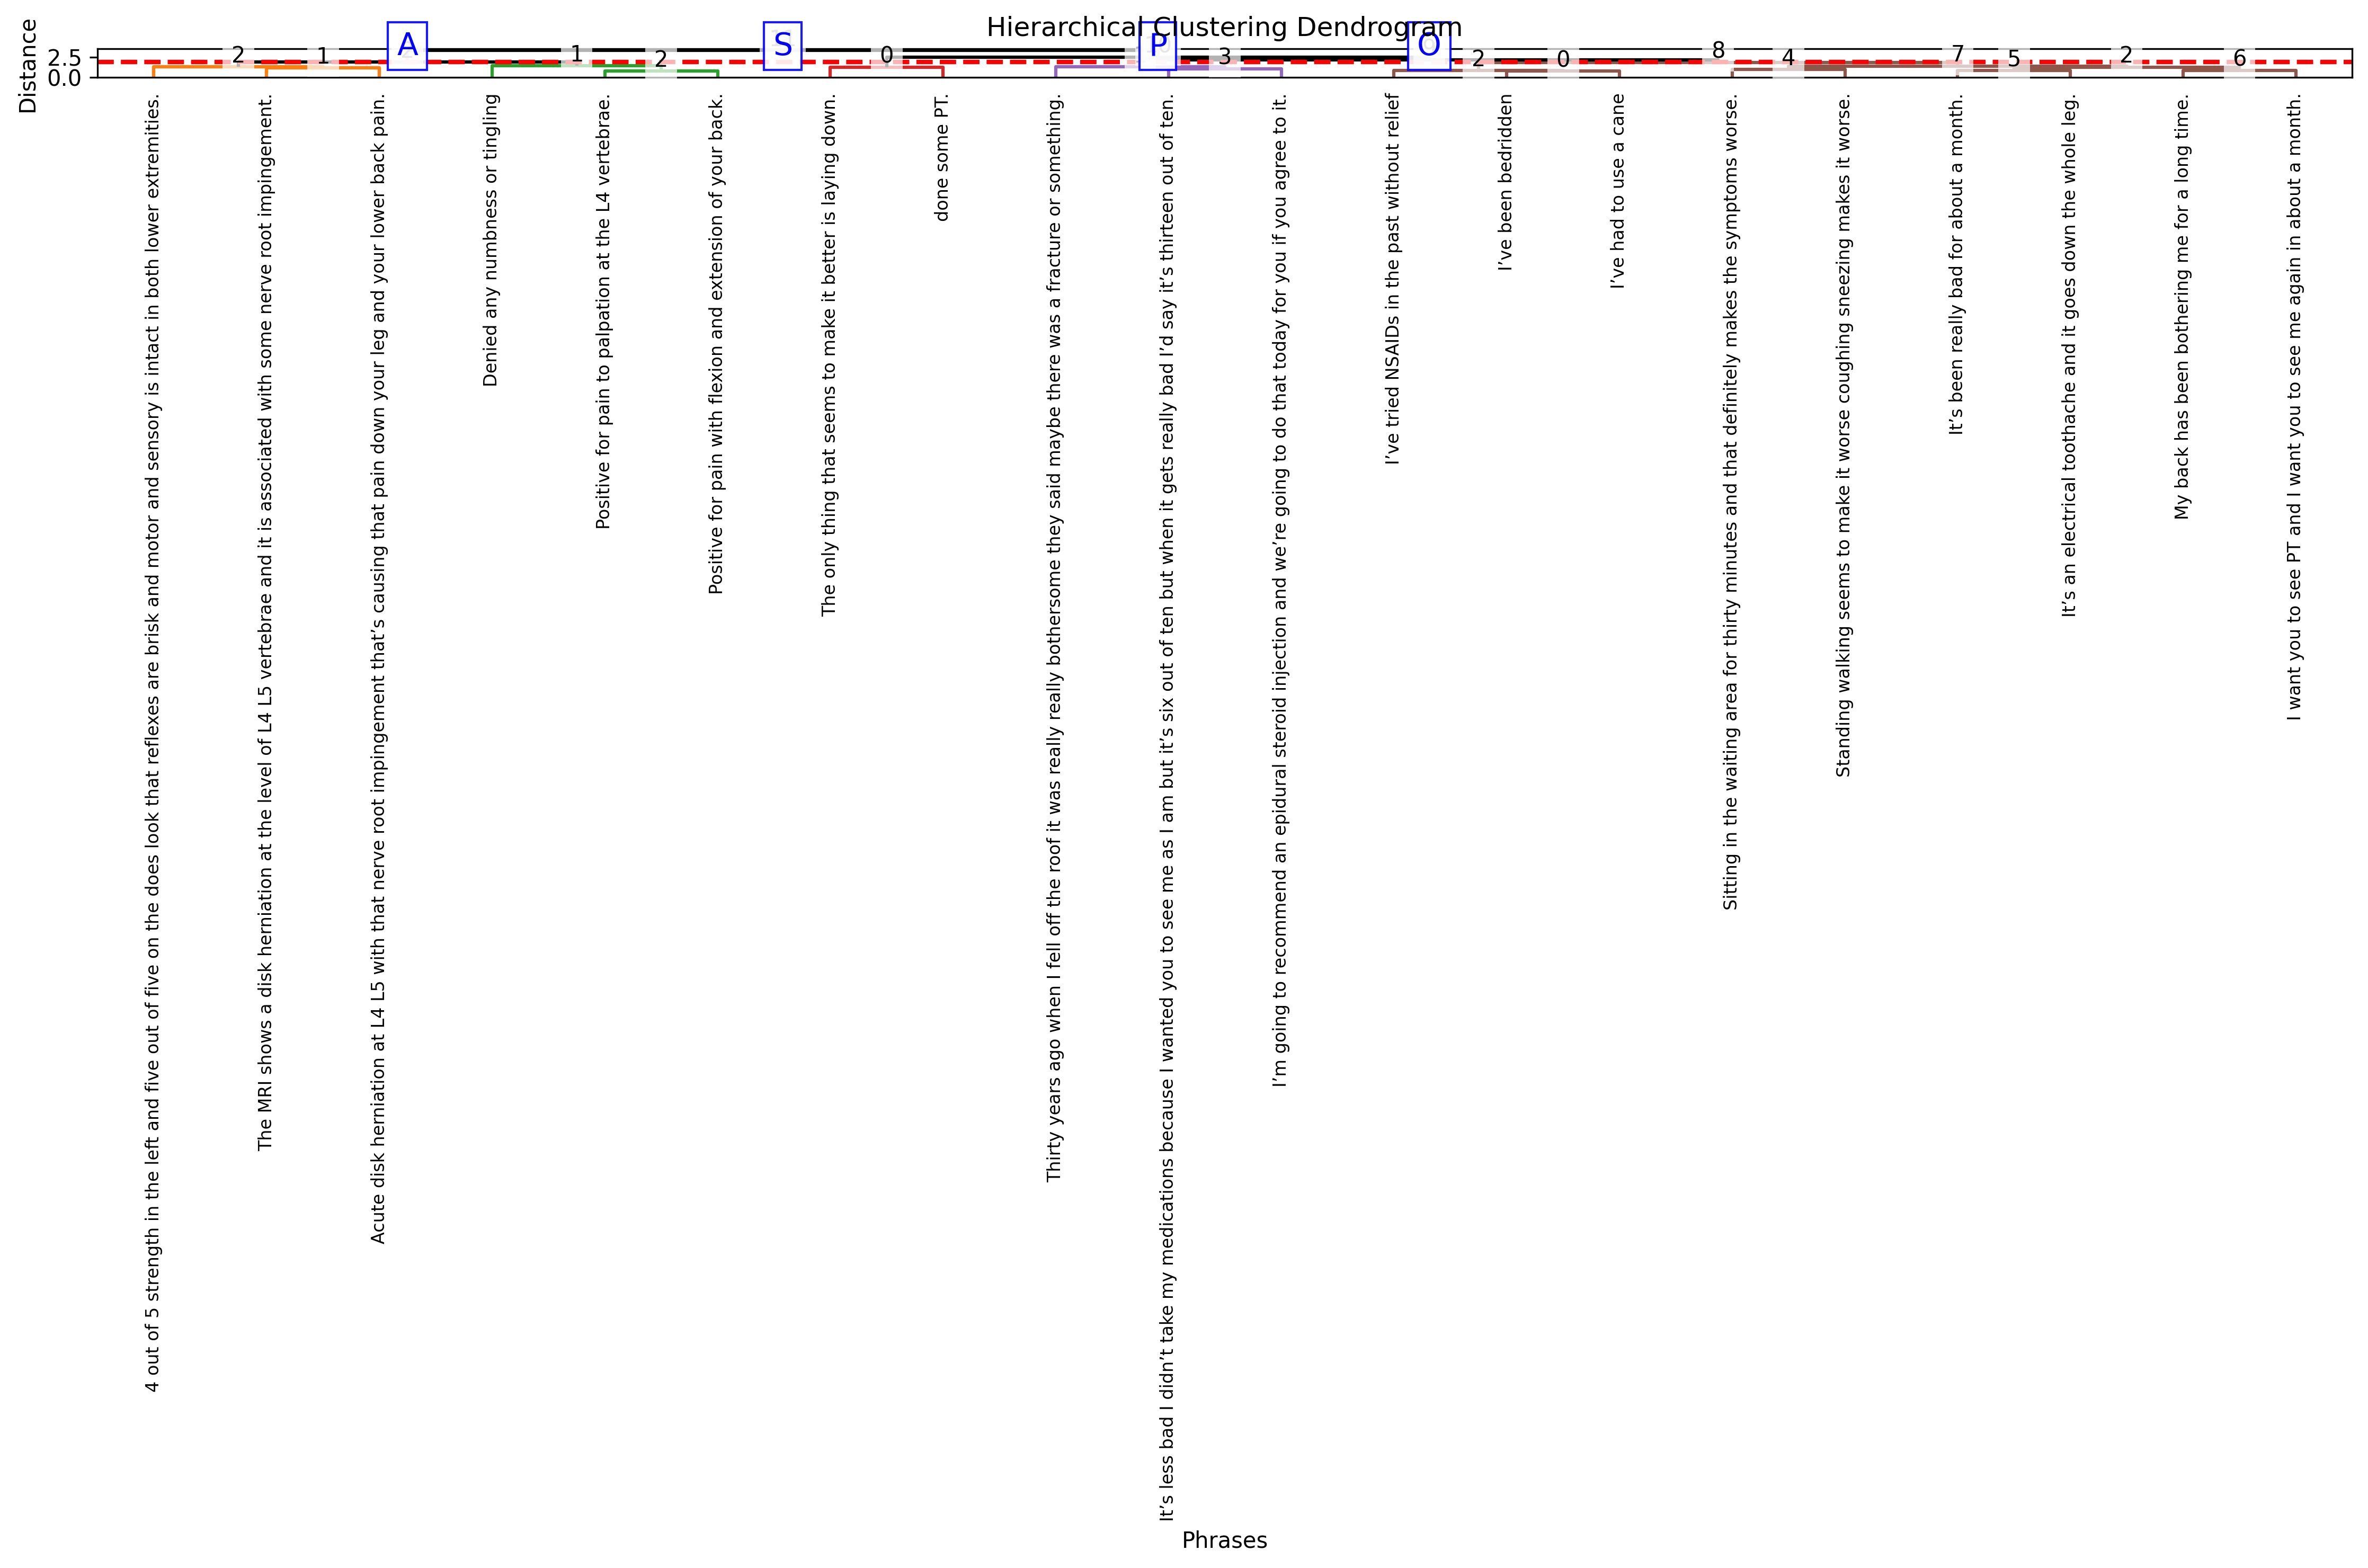 Hierarchical Clustering Dendrogram
A
S
P
O
2
1
1
2
0
3
2
0
8
4
7
5
2
6
Distance
2.5
0.0
4 out of 5 strength in the left and five out of five on the does look that reflexes are brisk and motor and sensory is intact in both lower extremities.
The MRI shows a disk herniation at the level of L4 L5 vertebrae and it is associated with some nerve root impingement.
Acute disk herniation at L4 L5 with that nerve root impingement that’s causing that pain down your leg and your lower back pain.
Denied any numbness or tingling
Positive for pain to palpation at the L4 vertebrae.
Positive for pain with flexion and extension of your back.
The only thing that seems to make it better is laying down.
done some PT.
Thirty years ago when I fell off the roof it was really really bothersome they said maybe there was a fracture or something.
It’s less bad I didn’t take my medications because I wanted you to see me as I am but it’s six out of ten but when it gets really bad I’d say it’s thirteen out of ten.
I’m going to recommend an epidural steroid injection and we’re going to do that today for you if you agree to it.
I’ve tried NSAIDs in the past without relief
I’ve been bedridden
I’ve had to use a cane
Sitting in the waiting area for thirty minutes and that definitely makes the symptoms worse.
Standing walking seems to make it worse coughing sneezing makes it worse.
It’s been really bad for about a month.
It’s an electrical toothache and it goes down the whole leg.
My back has been bothering me for a long time.
I want you to see PT and I want you to see me again in about a month.
Phrases